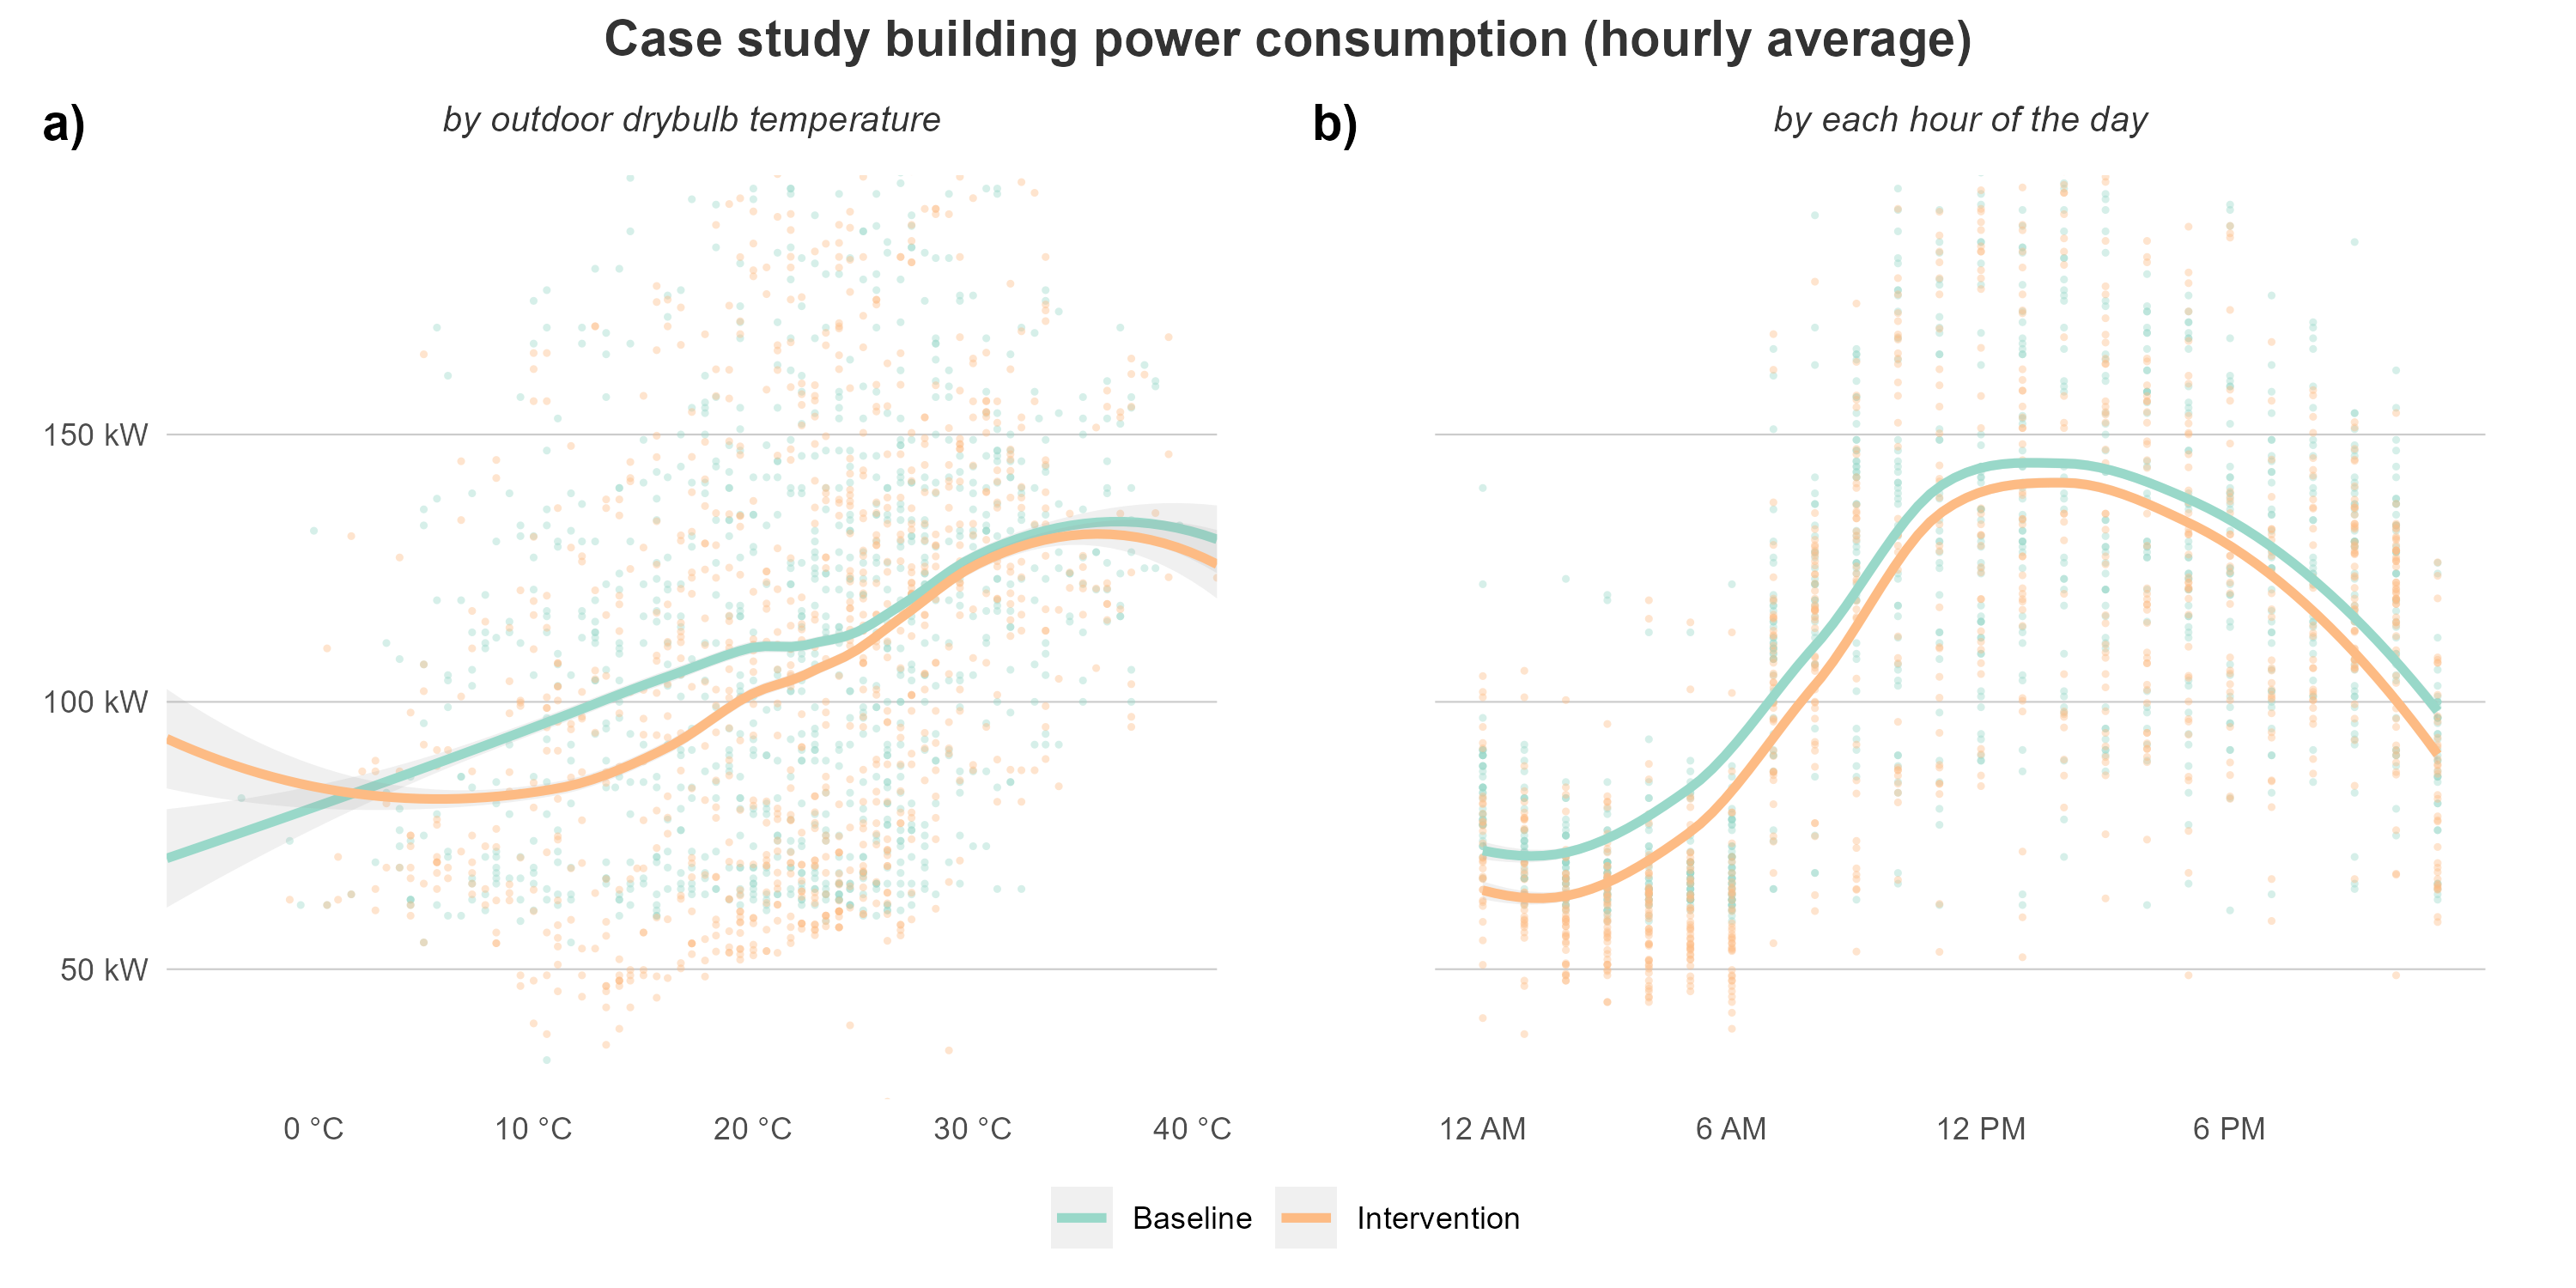 Case study building power consumption (hourly average)
a)
by outdoor drybulb temperature
b)
by each hour of the day
150 kW
100 kW
50 kW
0 °C 10 °C 20 °C 30 °C 40 °C
12 AM 6 AM 12 PM 6 PM
Baseline Intervention